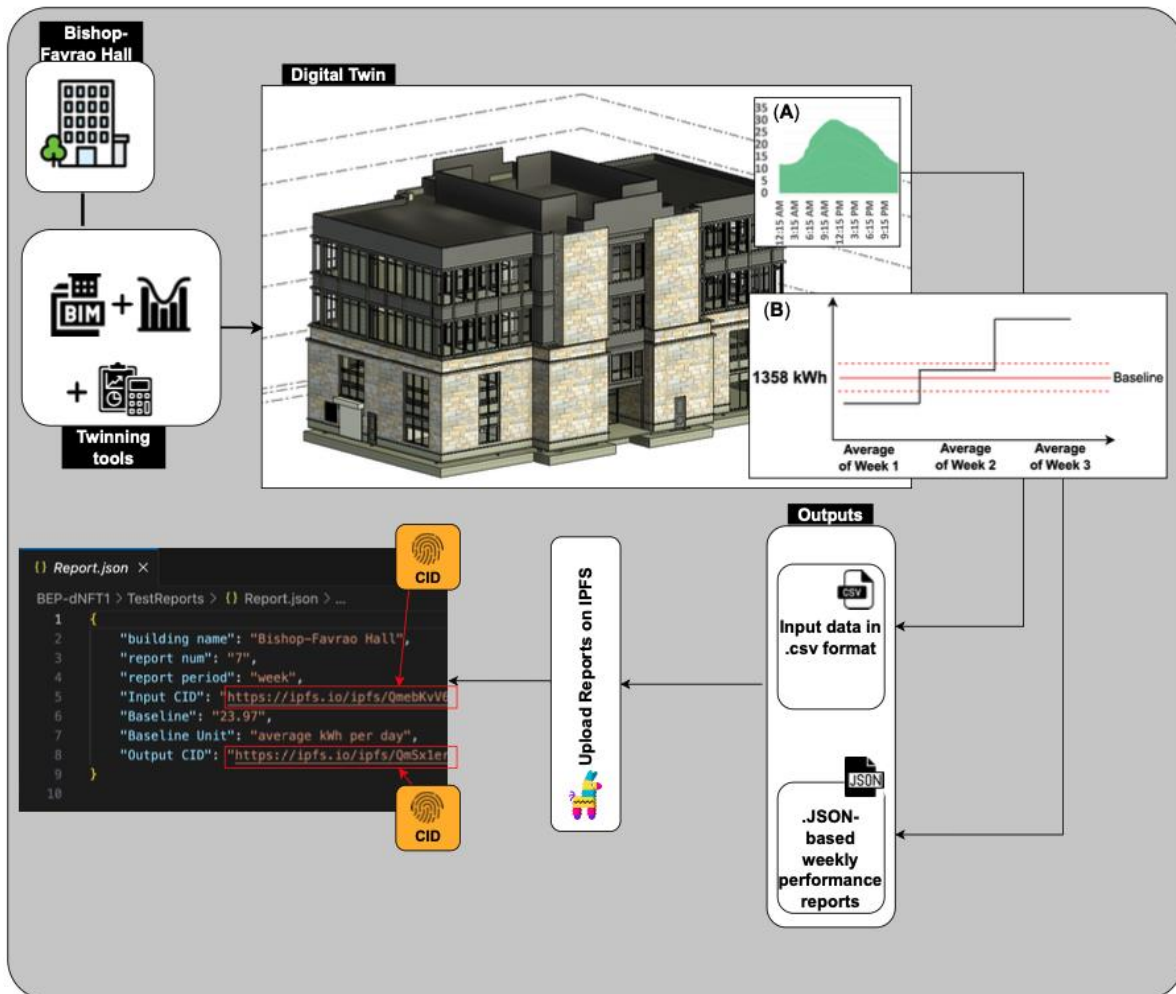 Bishop-
Favrao Hall
BIM
Twinning
tools
Digital Twin
(A)
35
30
25
20
15
10
5
0
12:15 AM
3:15 AM
6:15 AM
9:15 AM
12:15 PM
3:15 PM
6:15 PM
9:15 PM
(B)
1358 kWh
Baseline
Average
of Week 1
Average
of Week 2
Average
of Week 3
Outputs
CSV
Input data in
.csv format
JSON
.JSON-
based
weekly
performance
reports
Upload Reports on IPFS
CID
{} Report.json ×
BEP-dNFT1 > TestReports > {} Report.json > ...
1 {
2 "building name": "Bishop-Favrao Hall",
3 "report num": "7",
4 "report period": "week",
5 "Input CID": "https://ipfs.io/ipfs/QmebKvV6
6 "Baseline": "23.97",
7 "Baseline Unit": "average kWh per day",
8 "Output CID": "https://ipfs.io/ipfs/QmSx1er
9 }
10
CID